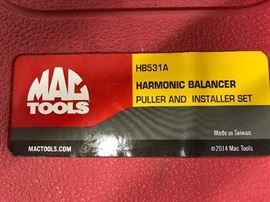 MAC
TOOLS
MACTOOLS.COM
HB531A
HARMONIC BALANCER
PULLER AND INSTALLER SET
Made in Taiwan
©2014 Mac Tools